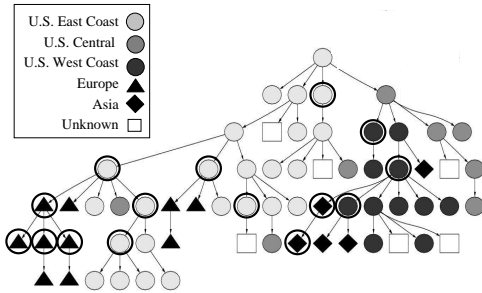 U.S. East Coast
U.S. Central
U.S. West Coast
Europe
Asia
Unknown